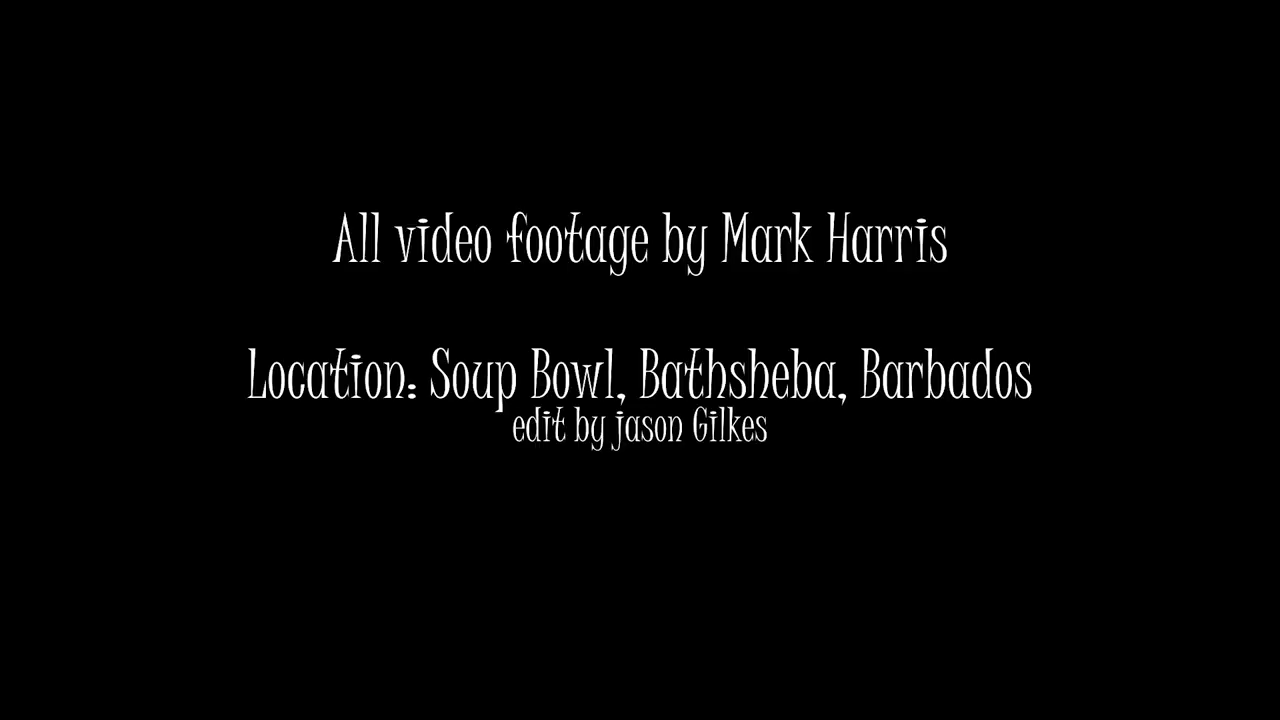 All video footage by Mark Harris
Location: Soup Bowl, Bathsheba, Barbados
edit by jason Gilkes